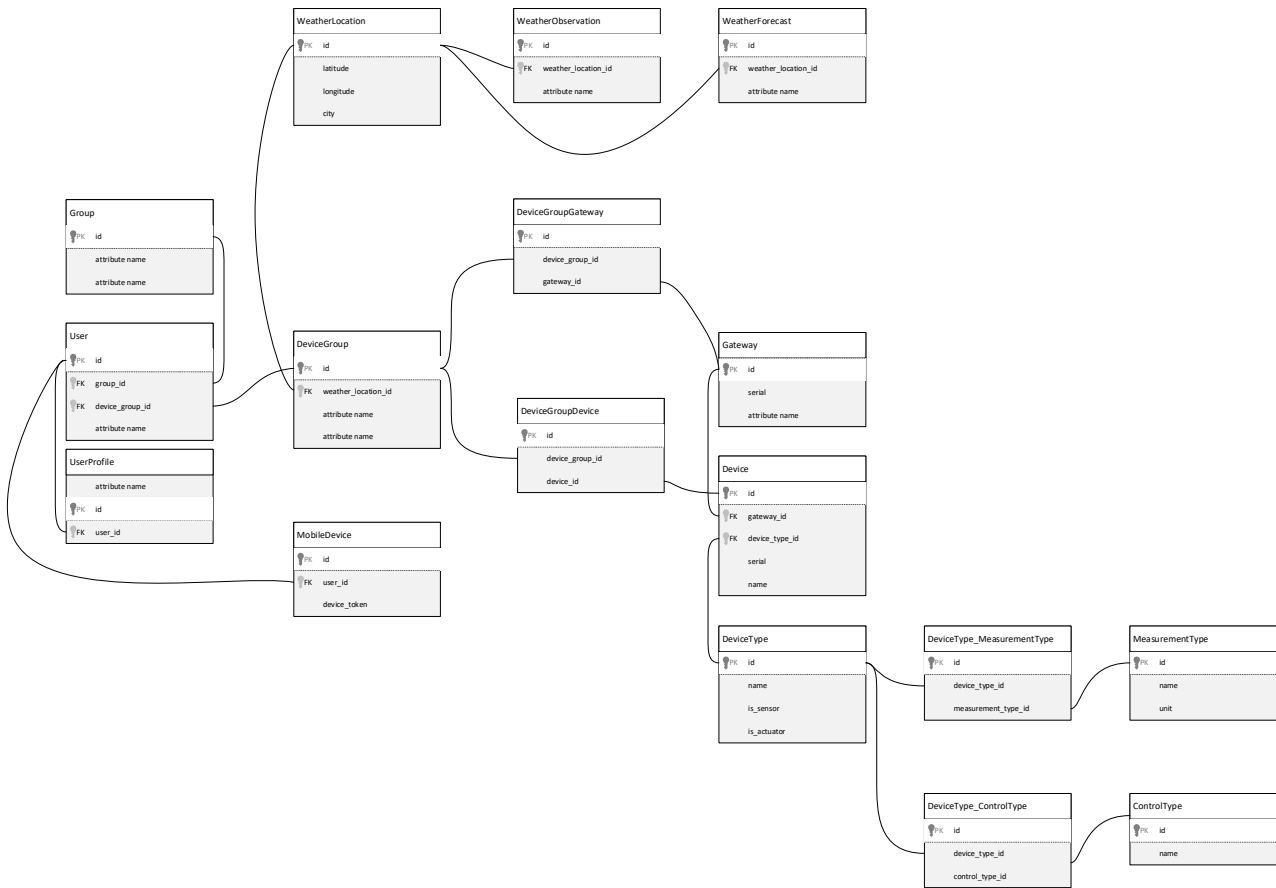 WeatherLocation
PK id
latitude
longitude
city
WeatherObservation
PK id
FK weather_location_id
attribute name
WeatherForecast
PK id
FK weather_location_id
attribute name
Group
PK id
attribute name
attribute name
DeviceGroupGateway
PK id
device_group_id
gateway_id
User
PK id
FK group_id
FK device_group_id
attribute name
DeviceGroup
PK id
FK weather_location_id
attribute name
attribute name
Gateway
PK id
serial
attribute name
DeviceGroupDevice
PK id
device_group_id
device_id
UserProfile
attribute name
PK id
FK user_id
Device
PK id
FK gateway_id
FK device_type_id
serial
name
MobileDevice
PK id
FK user_id
device_token
DeviceType
PK id
name
is_sensor
is_actuator
DeviceType_MeasurementType
PK id
device_type_id
measurement_type_id
MeasurementType
PK id
name
unit
DeviceType_ControlType
PK id
device_type_id
control_type_id
ControlType
PK id
name